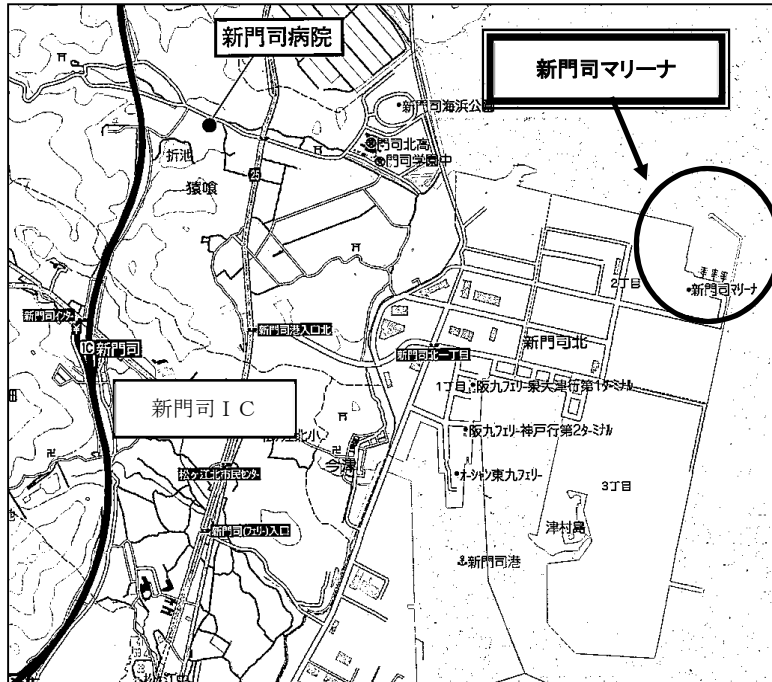 新門司病院
新門司マリーナ
新門司海浜公園
門司北高
門司学園中
折池
猿喰
25
2丁目
新門司マリーナ
新門司インター
新門司港入口北
新門司北
IC新門司
新門司北一丁目
1丁目
阪九フェリー泉大津行第1ターミナル
新門司IC
阪九フェリー神戸行第2ターミナル
今津
松ヶ江北市民センター
オーシャン東九フェリー
3丁目
新門司(フェリー)入口
津村島
新門司港